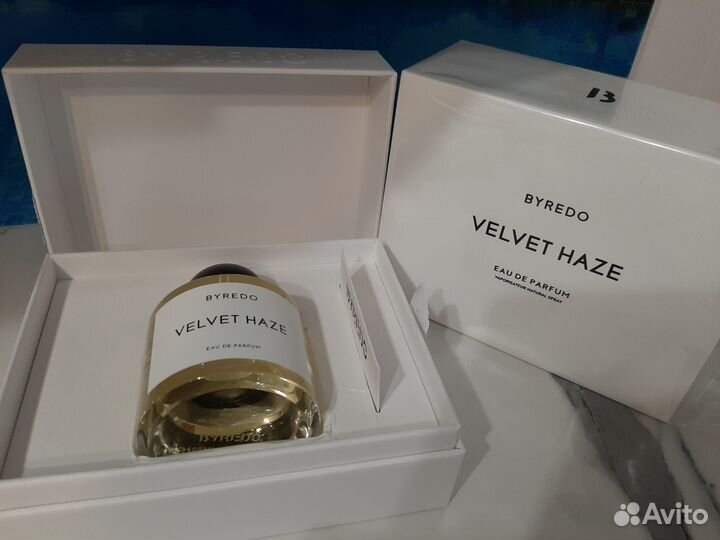 13
BYREDO
VELVET HAZE
EAU DE PARFUM
VAPORISATEUR NATURAL SPRAY
BYREDO
VELVET HAZE
EAU DE PARFUM
BYREDO
Avito